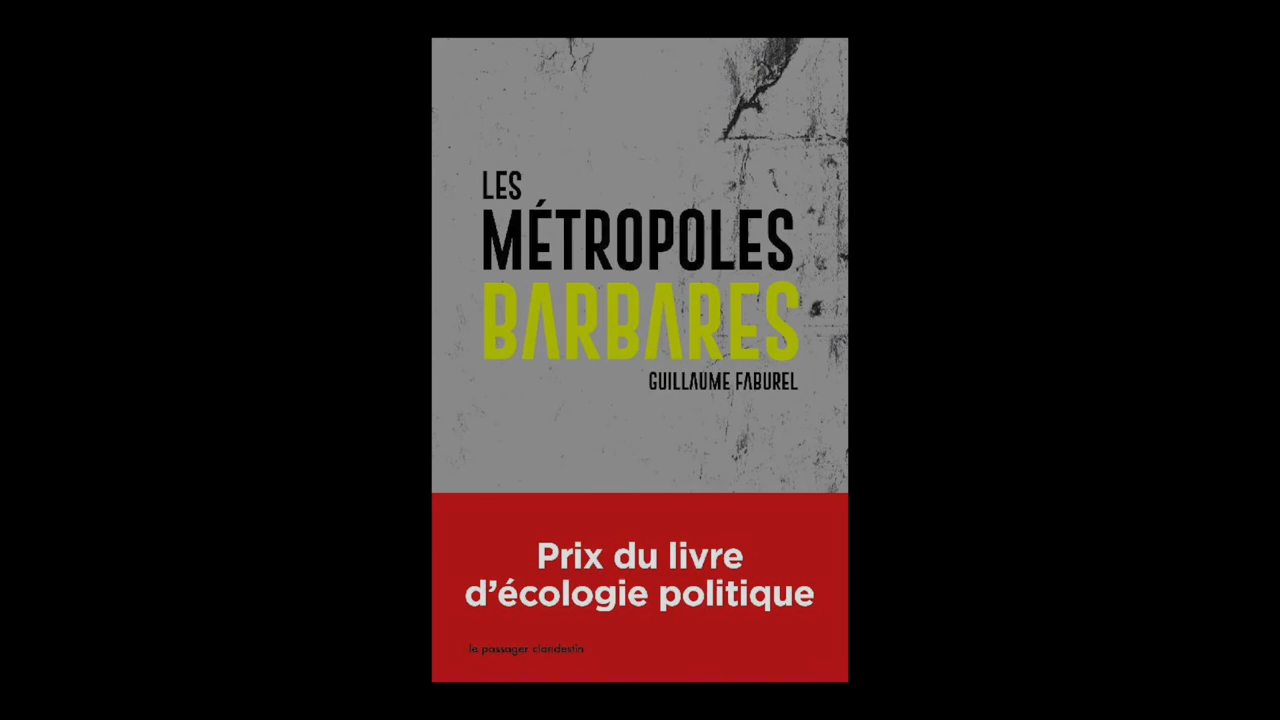 LES
MÉTROPOLES
BARBARES
GUILLAUME FABUREL
Prix du livre
d'écologie politique
le passager clandestin